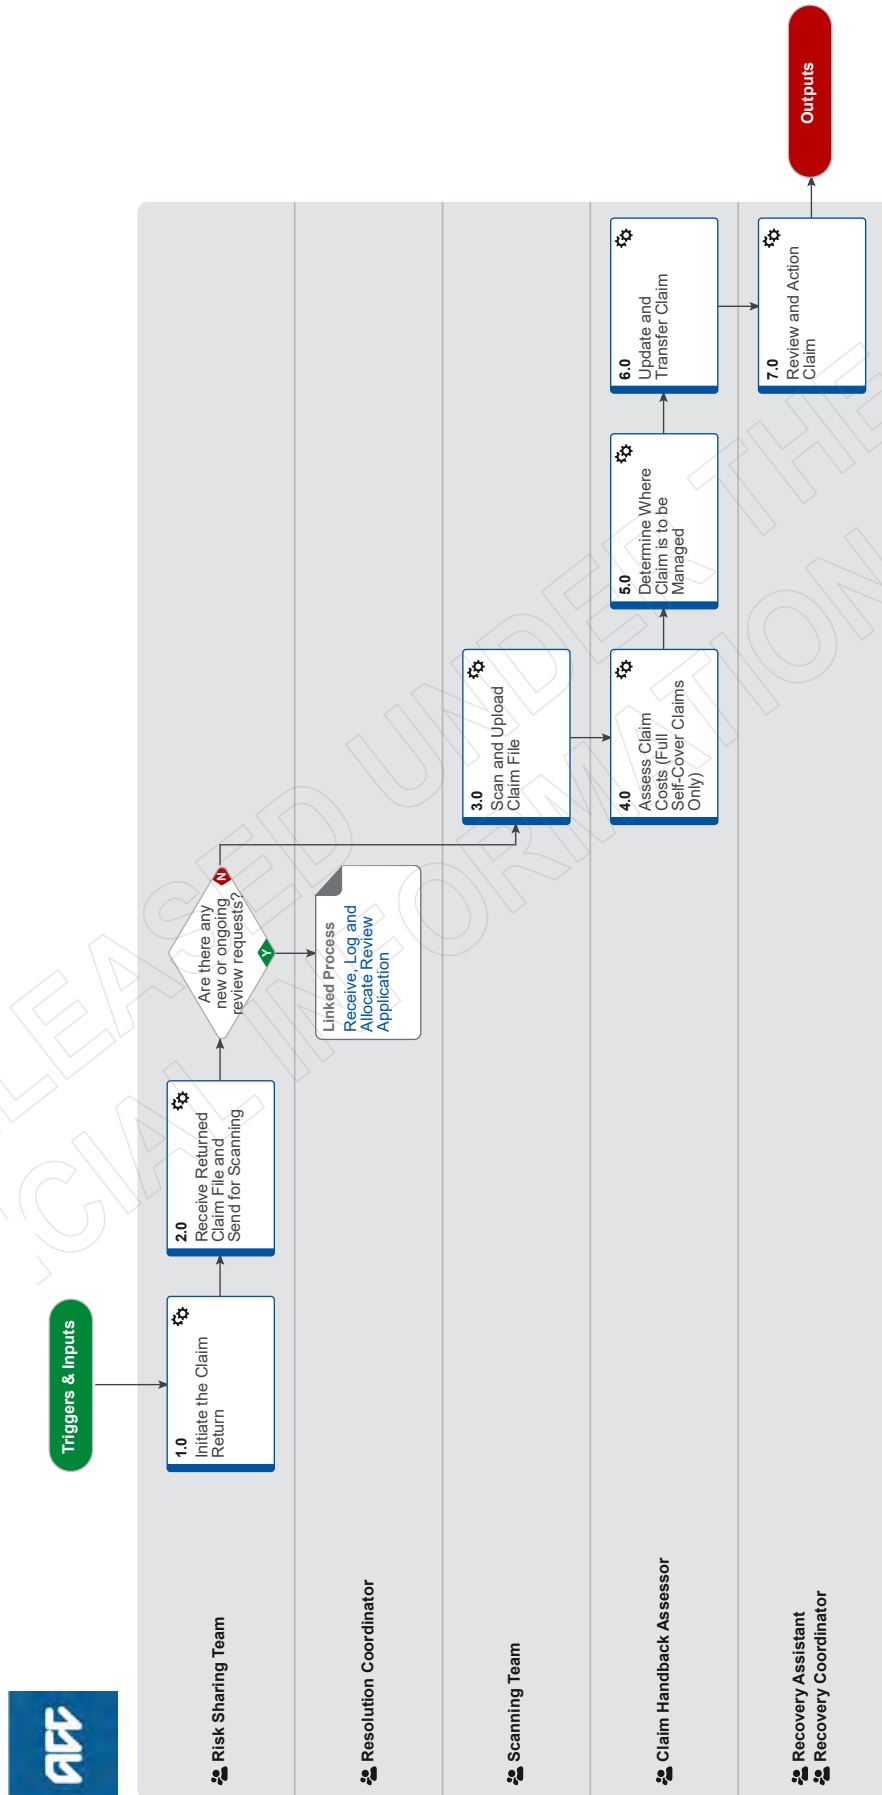 acc
Triggers & Inputs
Risk Sharing Team
1.0
Initiate the Claim
Return
2.0
Receive Returned
Claim File and
Send for Scanning
Are there any
new or ongoing
review requests?
Y
N
Resolution Coordinator
Linked Process
Receive, Log and
Allocate Review
Application
Scanning Team
3.0
Scan and Upload
Claim File
Claim Handback Assessor
4.0
Assess Claim
Costs (Full
Self-Cover Claims
Only)
5.0
Determine Where
Claim is to be
Managed
6.0
Update and
Transfer Claim
Recovery Assistant
Recovery Coordinator
7.0
Review and Action
Claim
Outputs
LEASED UNDER THE
CIAL INFORMATION